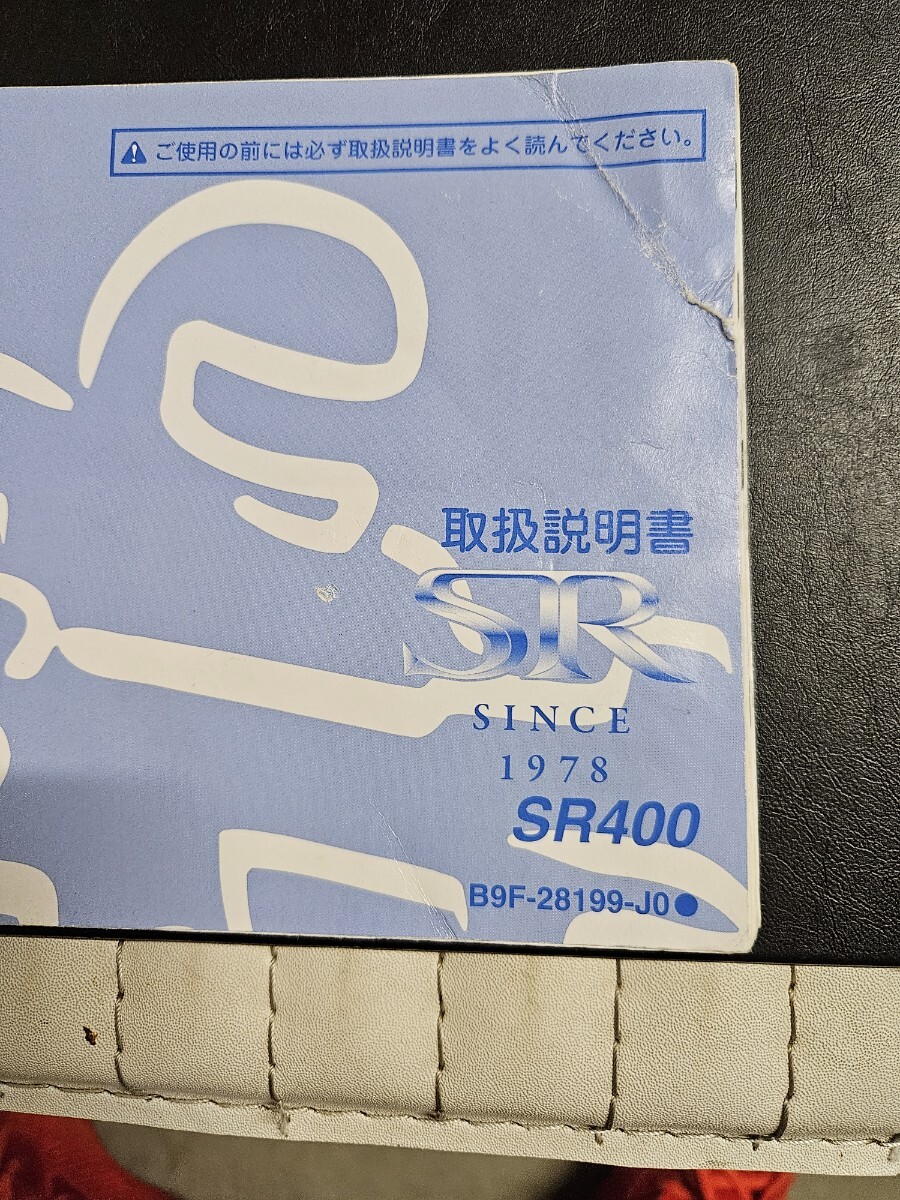 ⚠ ご使用の前には必ず取扱説明書をよく読んでください。
取扱説明書
SR
SINCE
1978
SR400
B9F-28199-J0●